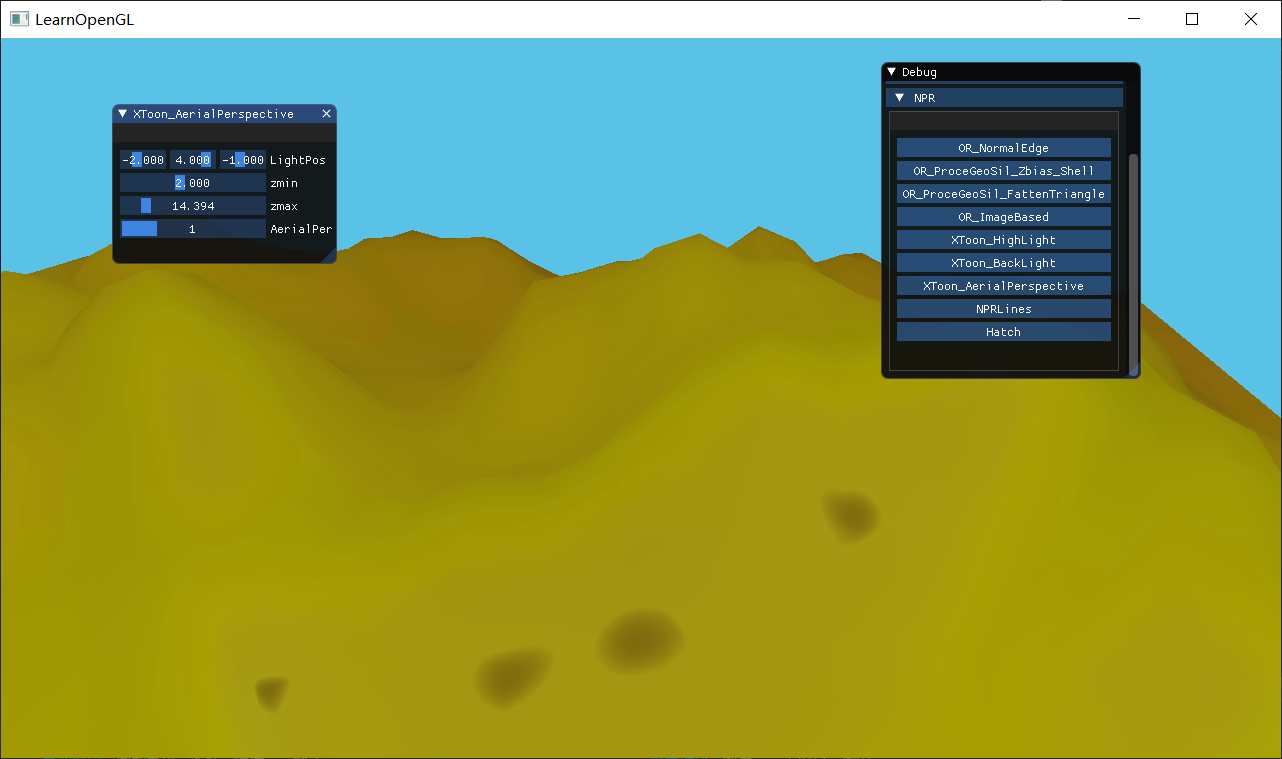 LearnOpenGL
XToon_AerialPerspective
-2.000 4.000 -1.000 LightPos
2.000 zmin
14.394 zmax
1 AerialPer
Debug
NPR
OR_NormalEdge
OR_ProceGeoSil_Zbias_Shell
OR_ProceGeoSil_FattenTriangle
OR_ImageBased
XToon_HighLight
XToon_BackLight
XToon_AerialPerspective
NPRLines
Hatch